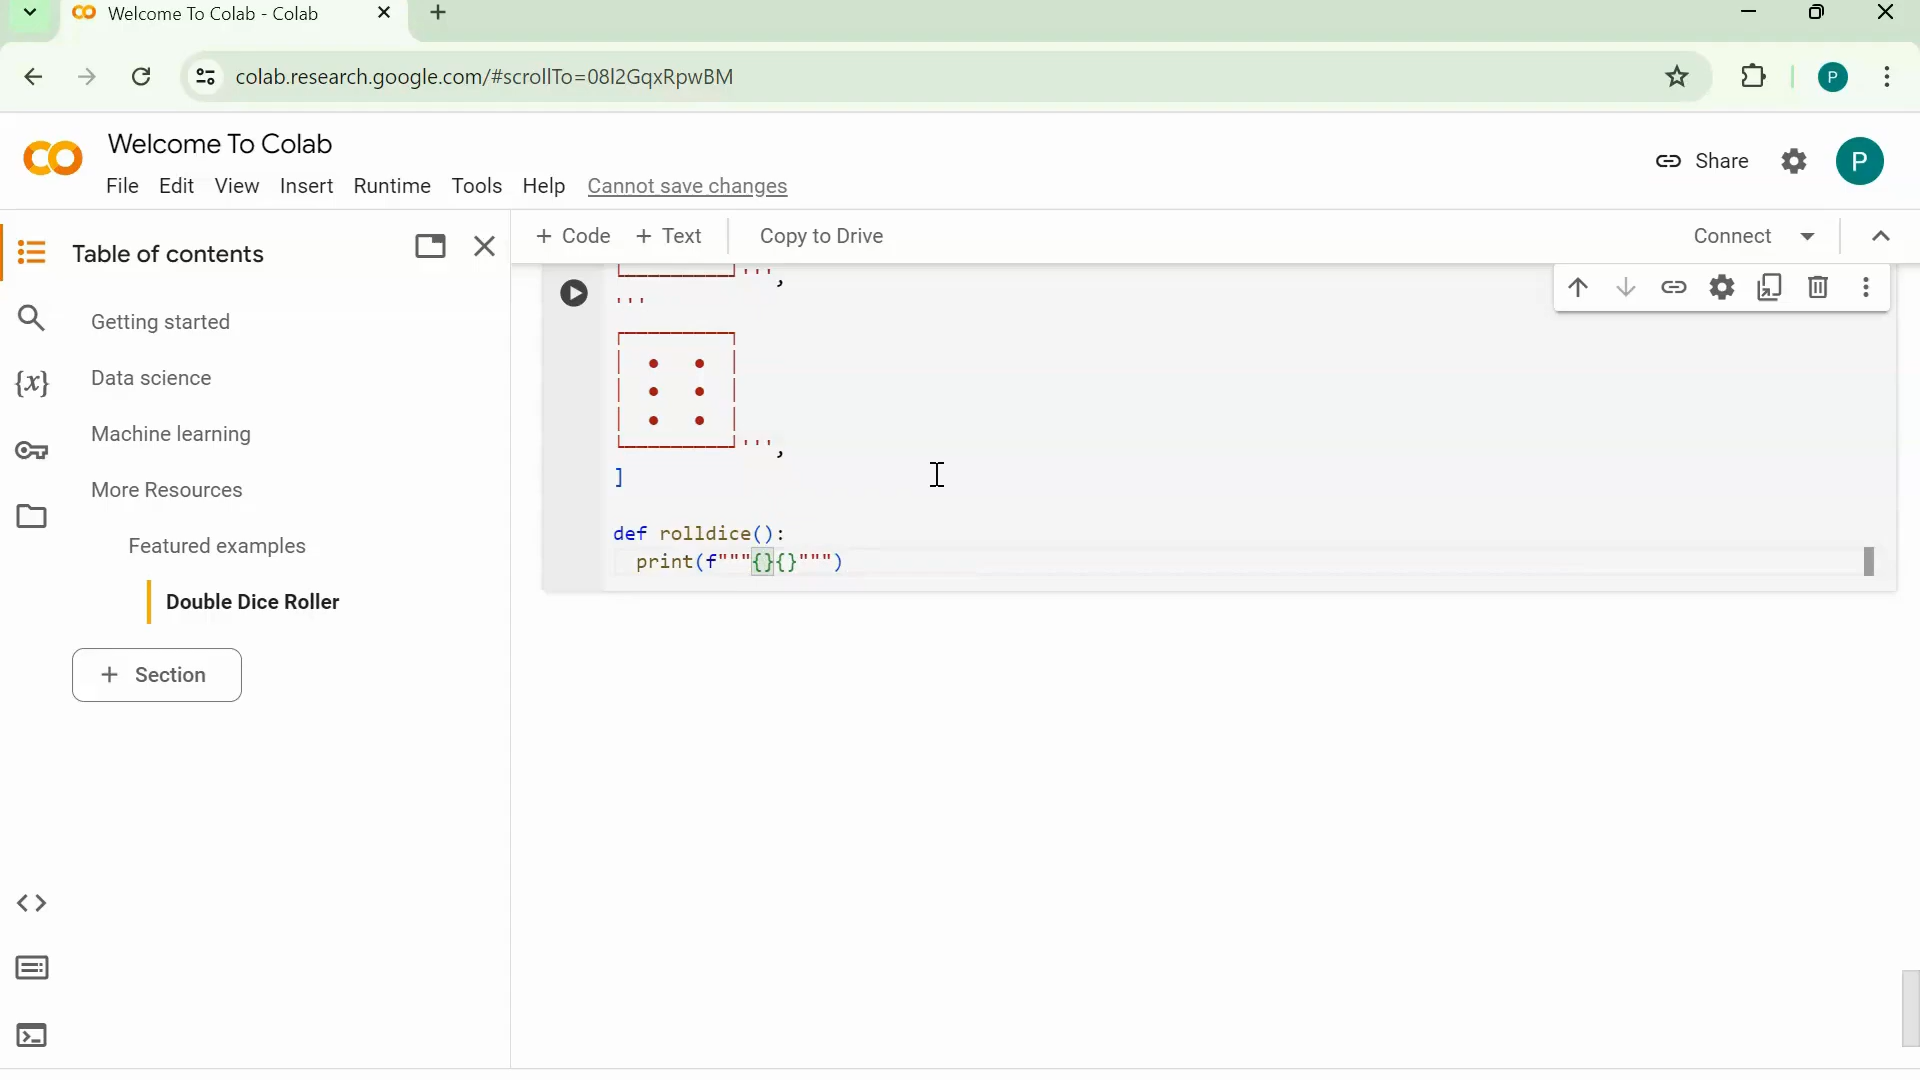 Welcome To Colab - Colab
colab.research.google.com/#scrollTo=08l2GqxRpwBM
P
Welcome To Colab
File Edit View Insert Runtime Tools Help Cannot save changes
Share
P
Table of contents
+ Code + Text Copy to Drive
Connect
Getting started
Data science
Machine learning
More Resources
Featured examples
Double Dice Roller
+ Section
{x}
''',
'''
┌─────────┐
│  ●   ●  │
│  ●   ●  │
│  ●   ●  │
└─────────┘''',
]
def rolldice():
print(f"""{}{}""")